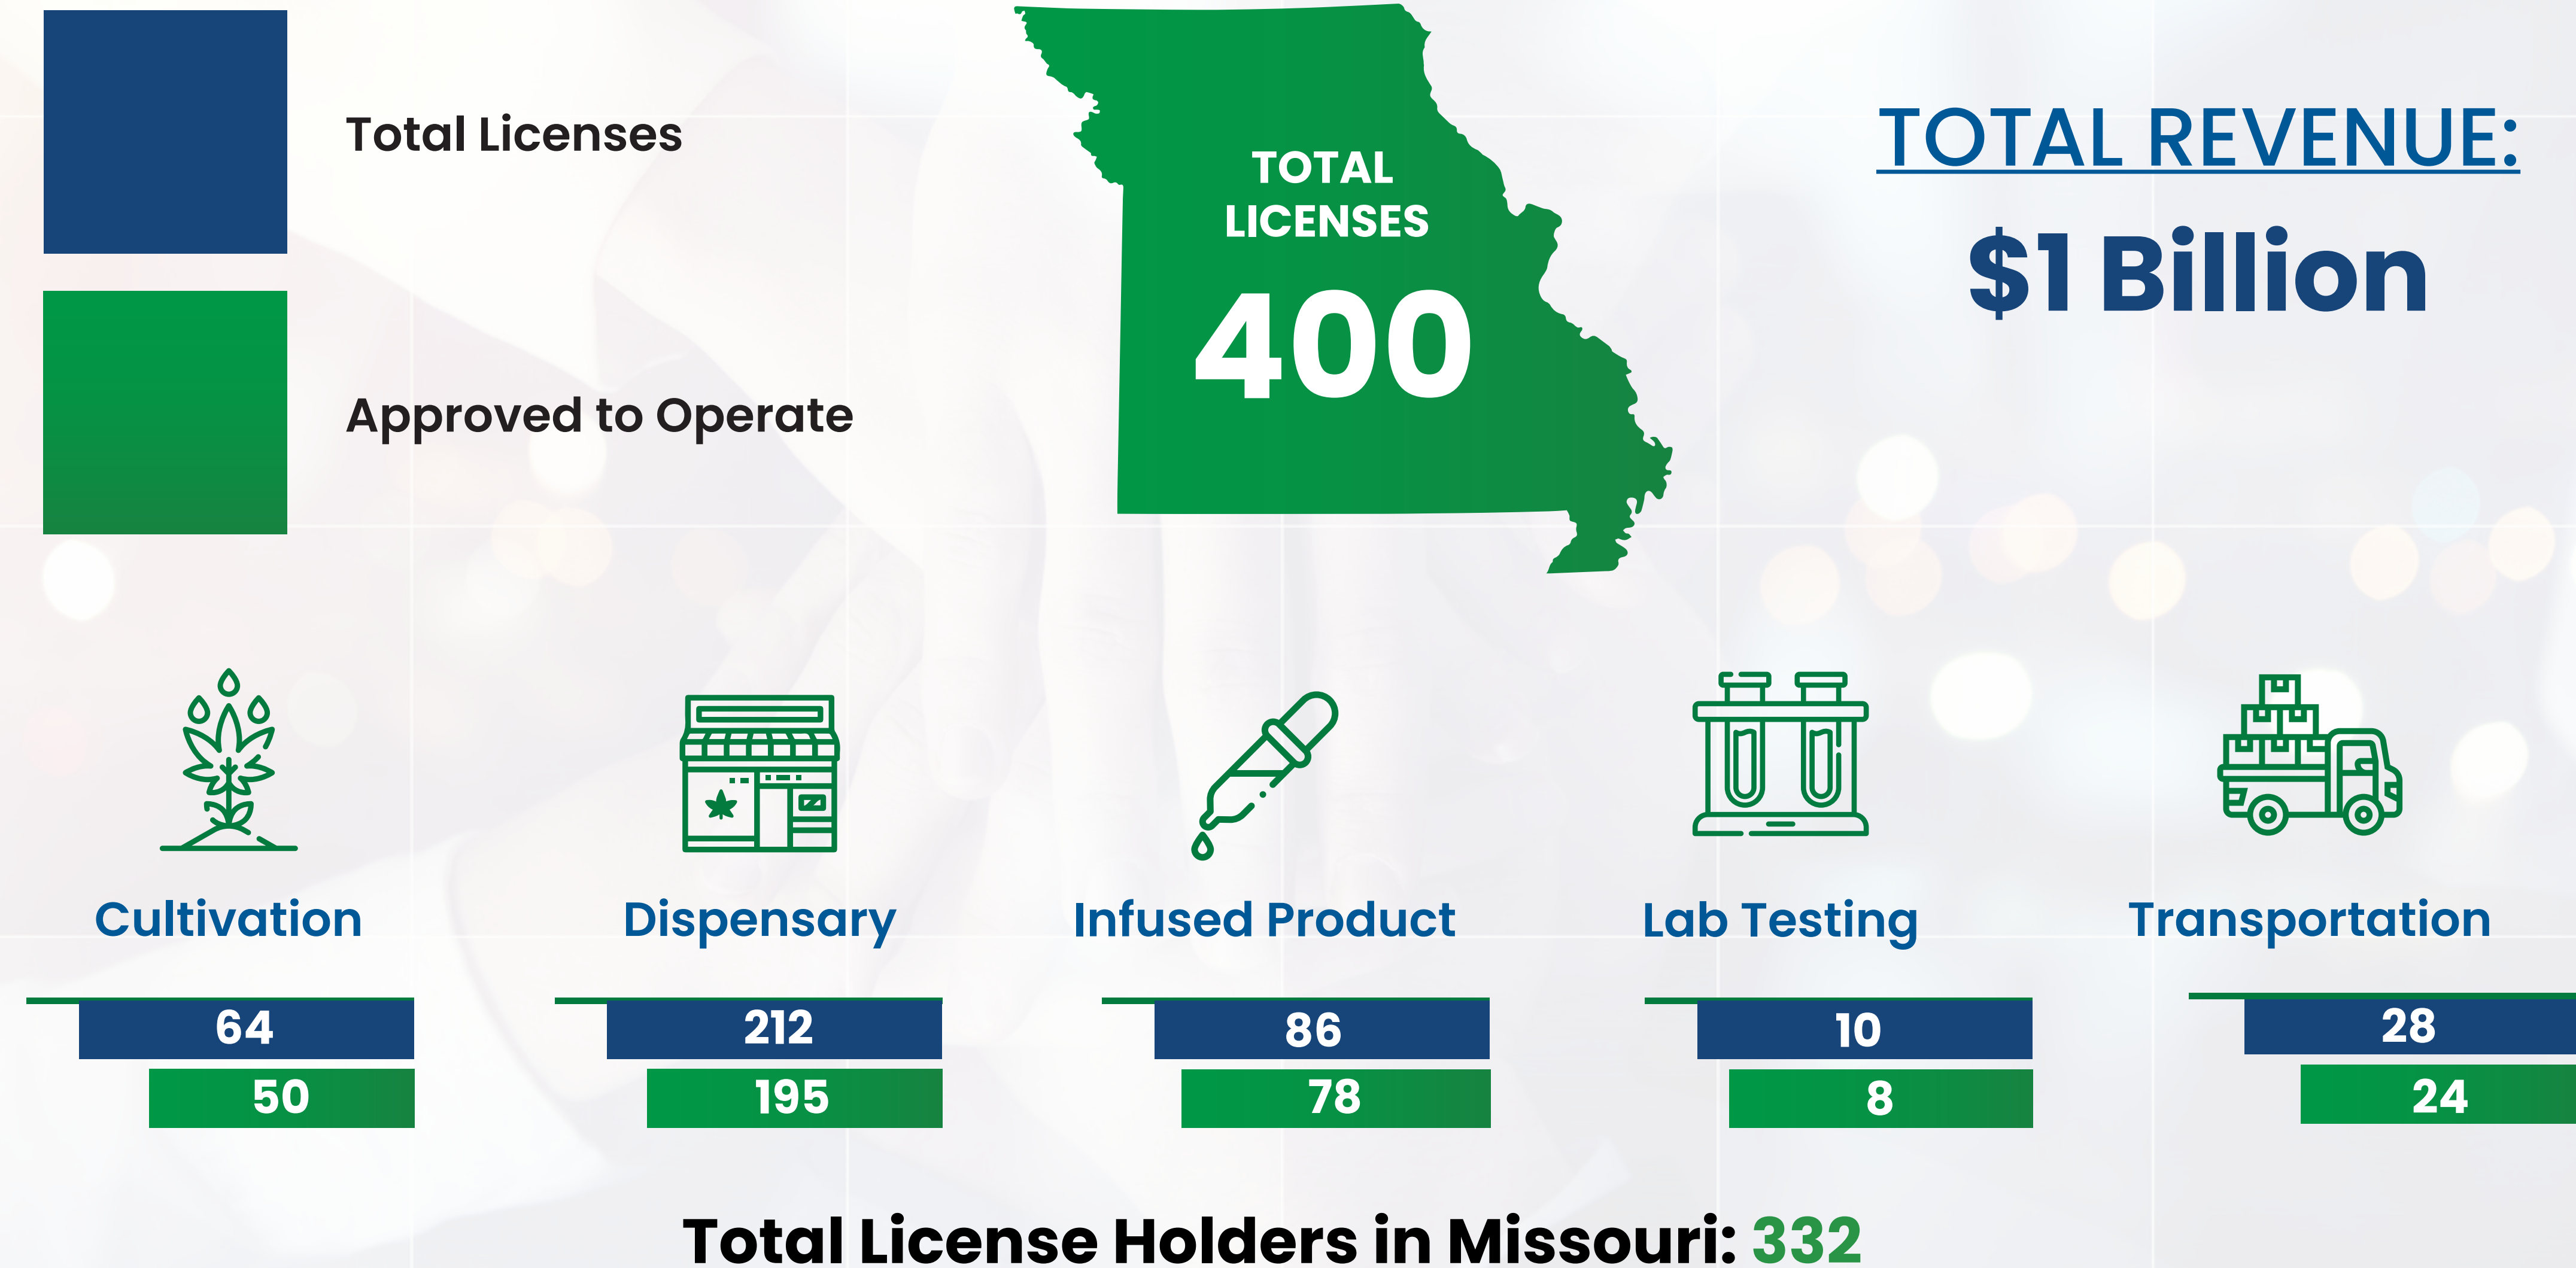 Total Licenses
Approved to Operate
TOTAL
LICENSES
400
TOTAL REVENUE:
$1 Billion
Cultivation
64
50
Dispensary
212
195
Infused Product
86
78
Lab Testing
10
8
Transportation
28
24
Total License Holders in Missouri: 332